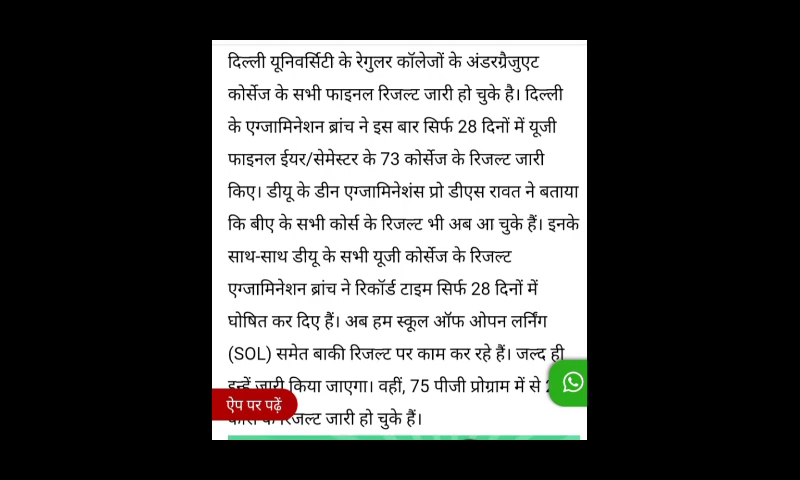 दिल्ली यूनिवर्सिटी के रेगुलर कॉलेजों के अंडरग्रैजुएट
कोर्सेज के सभी फाइनल रिजल्ट जारी हो चुके है। दिल्ली
के एग्जामिनेशन ब्रांच ने इस बार सिर्फ 28 दिनों में यूजी
फाइनल ईयर/सेमेस्टर के 73 कोर्सेज के रिजल्ट जारी
किए। डीयू के डीन एग्जामिनेशंस प्रो डीएस रावत ने बताया
कि बीए के सभी कोर्स के रिजल्ट भी अब आ चुके हैं। इनके
साथ-साथ डीयू के सभी यूजी कोर्सेज के रिजल्ट
एग्जामिनेशन ब्रांच ने रिकॉर्ड टाइम सिर्फ 28 दिनों में
घोषित कर दिए हैं। अब हम स्कूल ऑफ ओपन लर्निंग
(SOL) समेत बाकी रिजल्ट पर काम कर रहे हैं। जल्द ही
इन्हें जारी किया जाएगा। वहीं, 75 पीजी प्रोग्राम में से
ऐप पर पढ़ें
के रिजल्ट जारी हो चुके हैं।